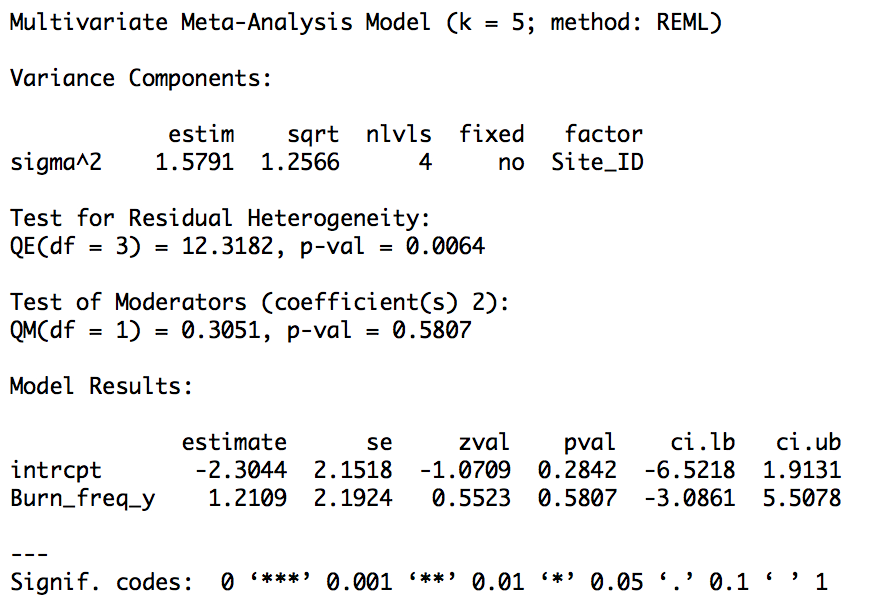 Multivariate Meta-Analysis Model (k = 5; method: REML)
Variance Components:
estim sqrt nlvls fixed factor
sigma^2 1.5791 1.2566 4 no Site_ID
Test for Residual Heterogeneity:
QE(df = 3) = 12.3182, p-val = 0.0064
Test of Moderators (coefficient(s) 2):
QM(df = 1) = 0.3051, p-val = 0.5807
Model Results:
estimate se zval pval ci.lb ci.ub
intrcpt -2.3044 2.1518 -1.0709 0.2842 -6.5218 1.9131
Burn_freq_y 1.2109 2.1924 0.5523 0.5807 -3.0861 5.5078
---
Signif. codes: 0 ‘***’ 0.001 ‘**’ 0.01 ‘*’ 0.05 ‘.’ 0.1 ‘ ’ 1